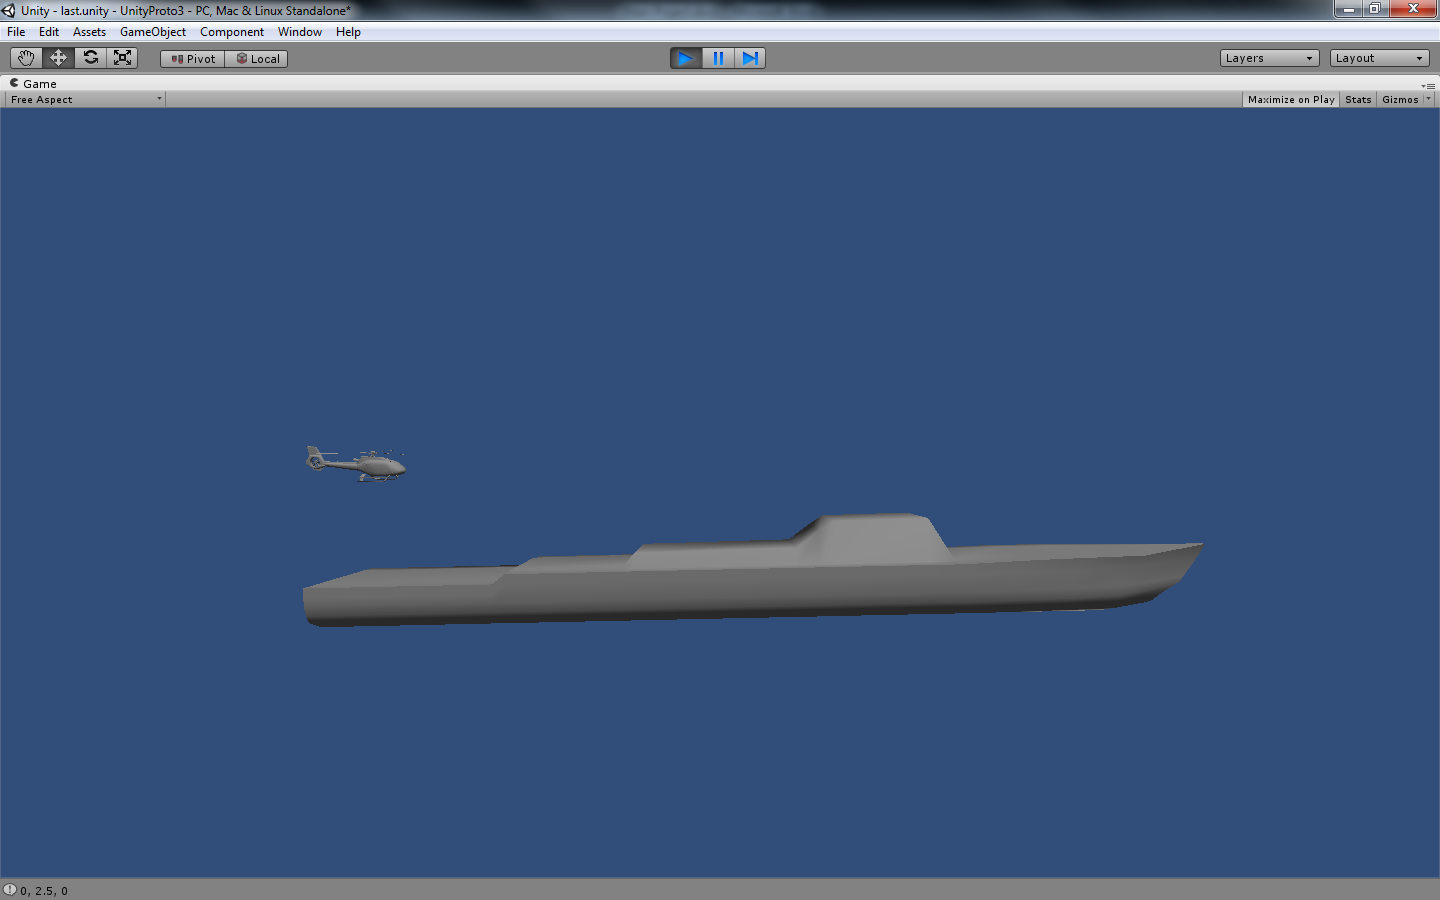 Unity - last.unity - UnityProto3 - PC, Mac & Linux Standalone*
File Edit Assets GameObject Component Window Help
Pivot Local Layers Layout
Game
Free Aspect Maximize on Play Stats Gizmos
0, 2.5, 0